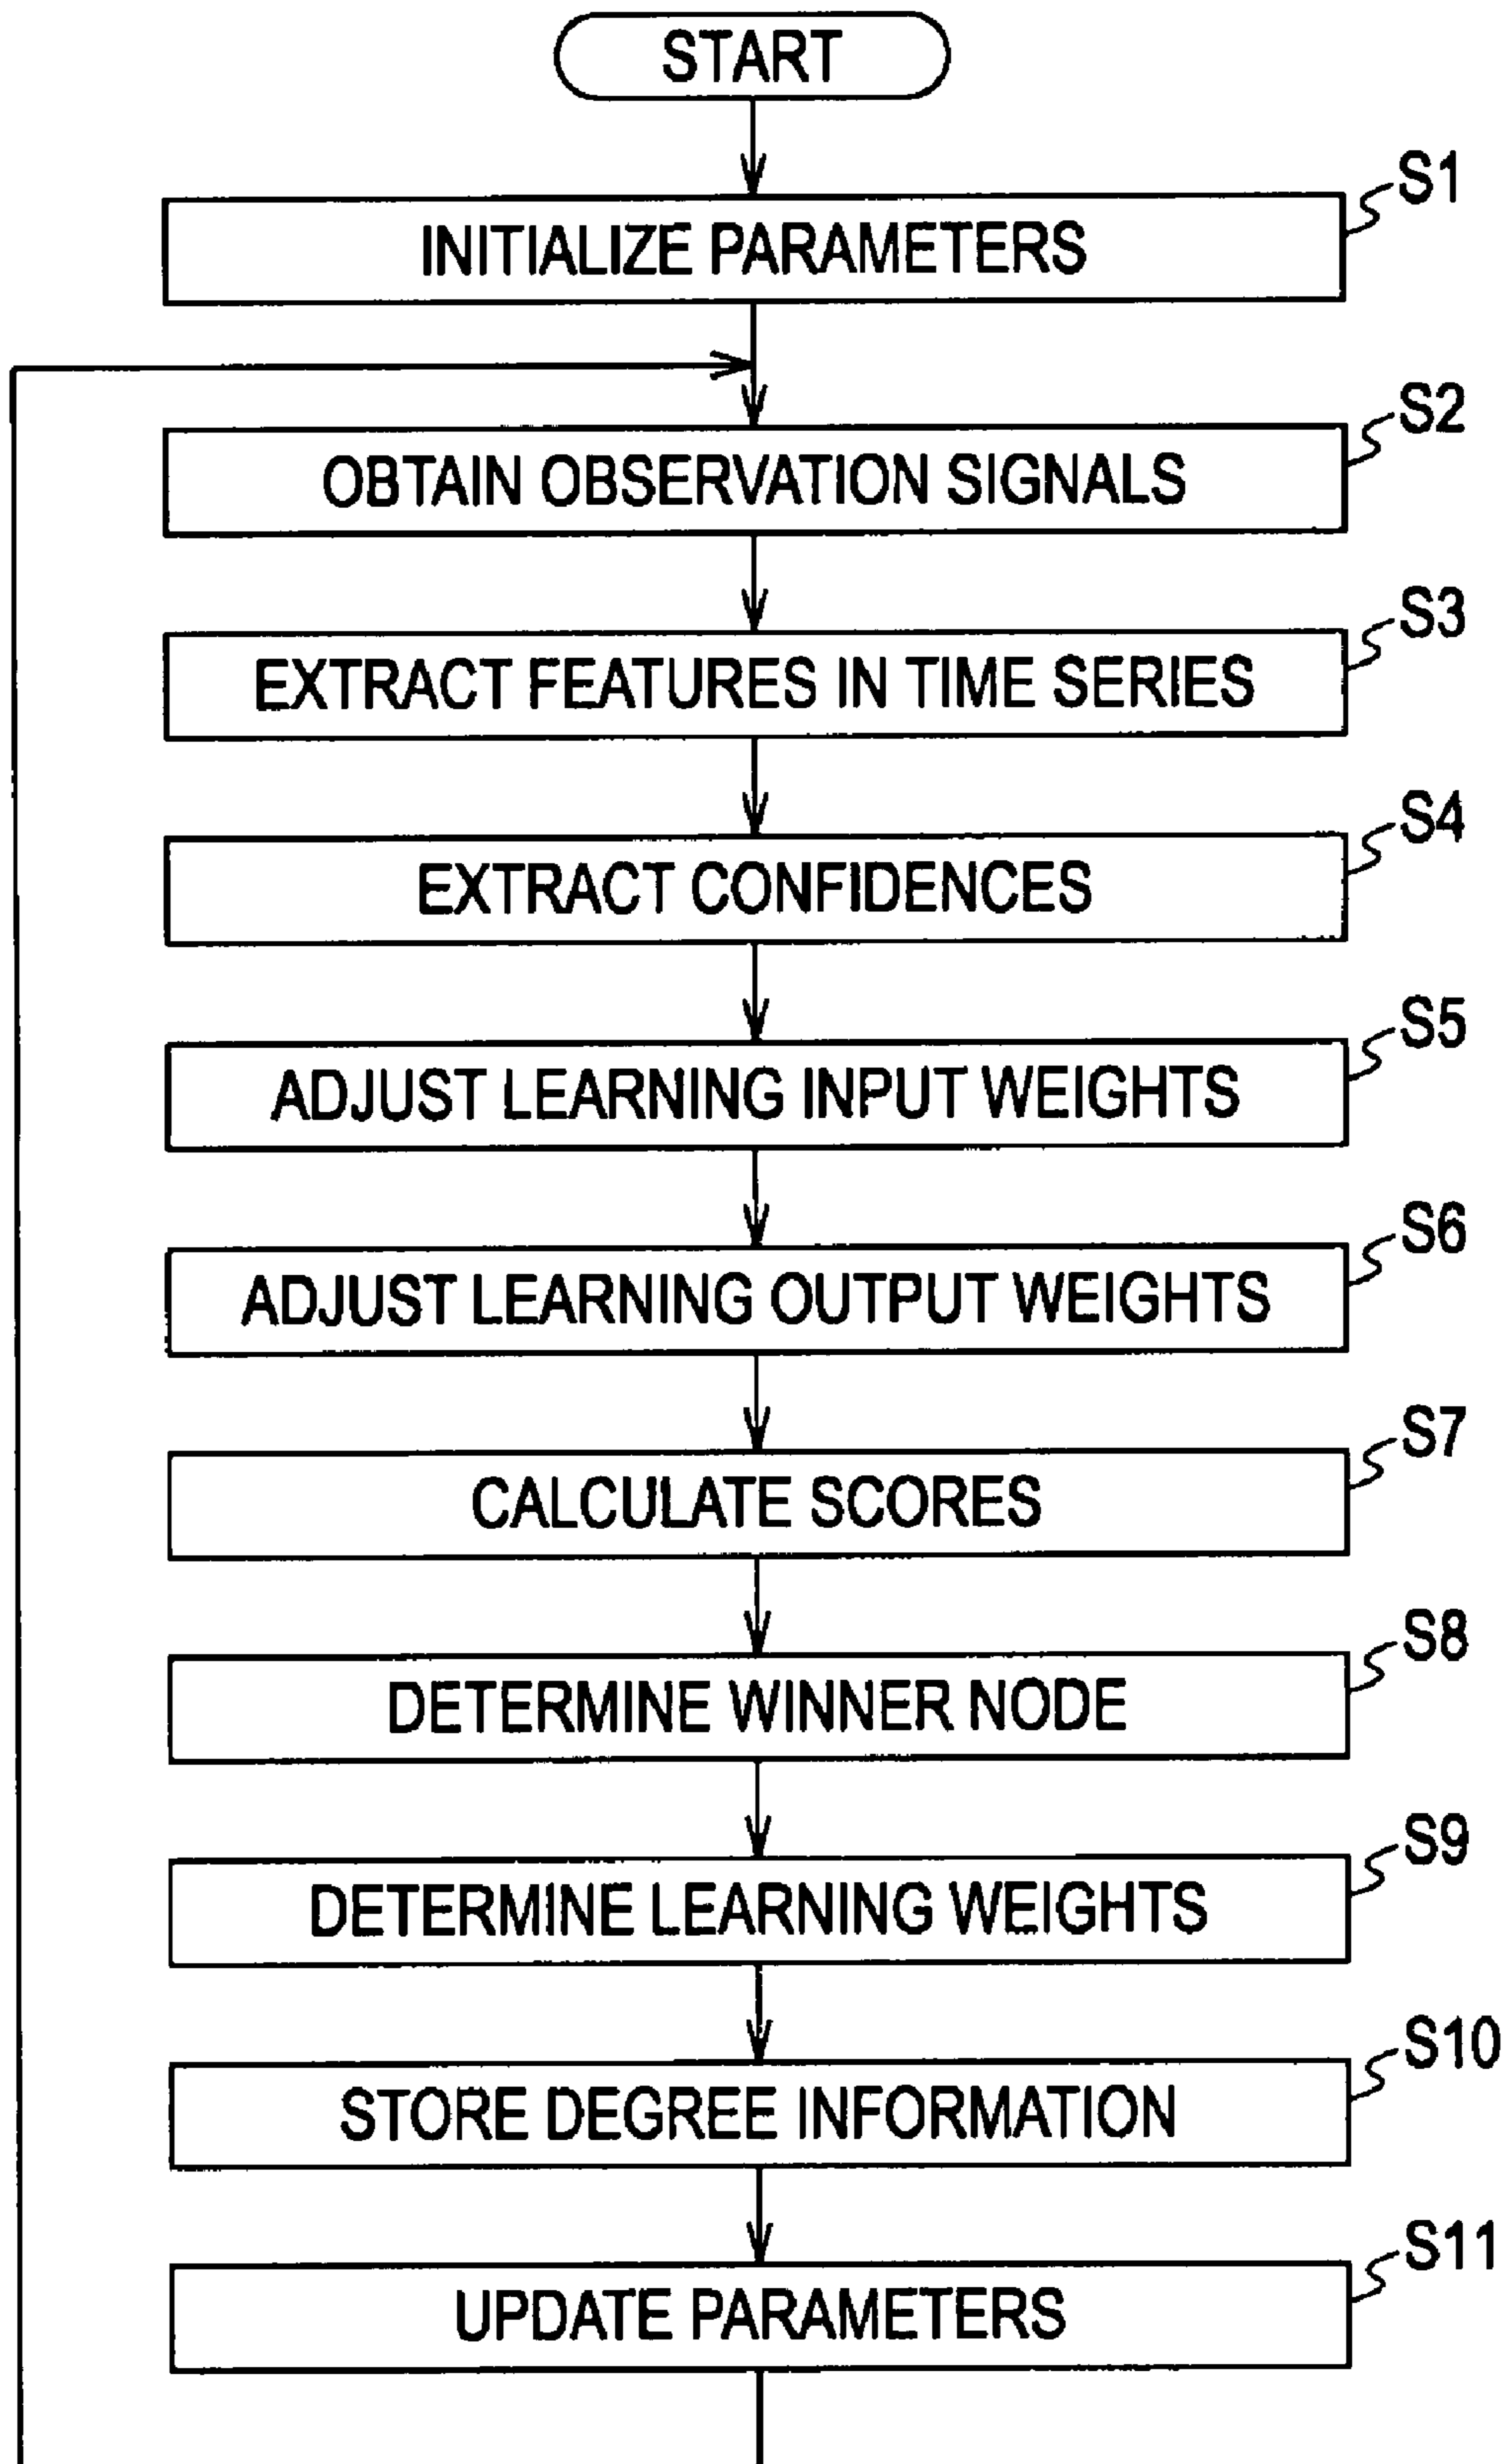 START
S1
INITIALIZE PARAMETERS
S2
OBTAIN OBSERVATION SIGNALS
S3
EXTRACT FEATURES IN TIME SERIES
S4
EXTRACT CONFIDENCES
S5
ADJUST LEARNING INPUT WEIGHTS
S6
ADJUST LEARNING OUTPUT WEIGHTS
S7
CALCULATE SCORES
S8
DETERMINE WINNER NODE
S9
DETERMINE LEARNING WEIGHTS
S10
STORE DEGREE INFORMATION
S11
UPDATE PARAMETERS